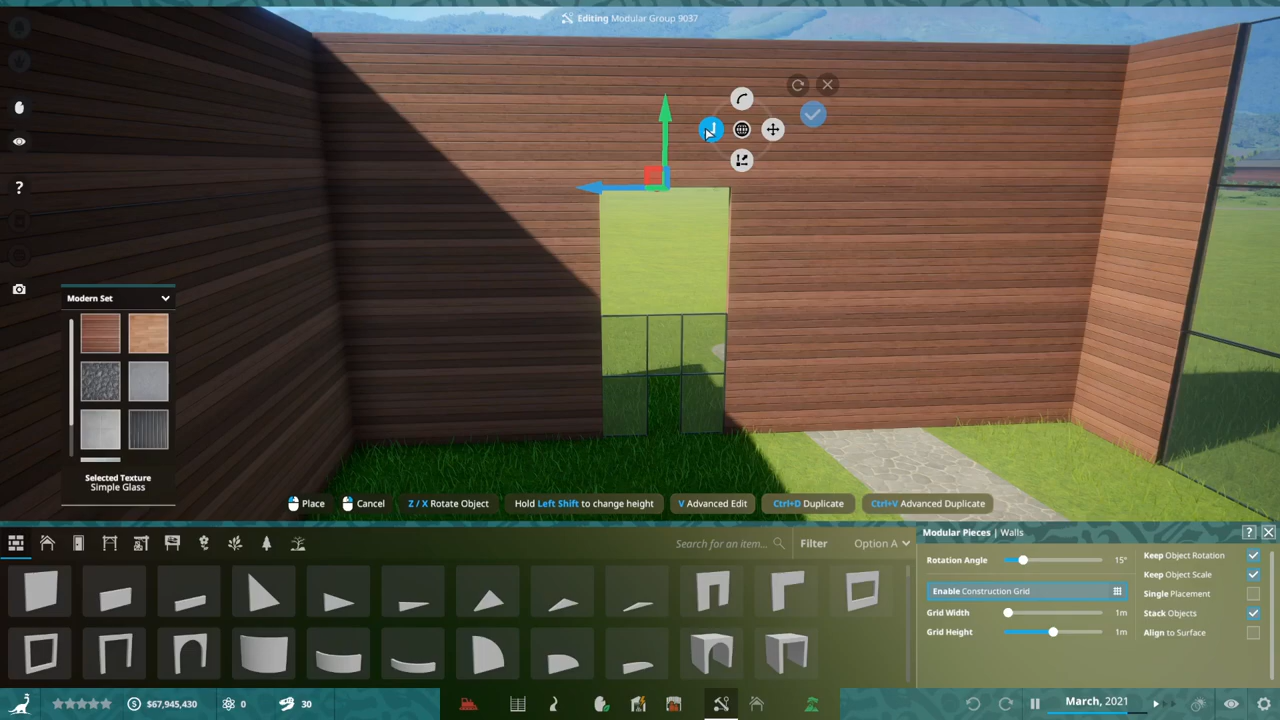 Editing Modular Group 9037
Modern Set
Selected Texture
Simple Glass
Place
Cancel
Z / X Rotate Object
Hold Left Shift to change height
V Advanced Edit
Ctrl+D Duplicate
Ctrl+V Advanced Duplicate
Search for an item...
Filter
Option A
Modular Pieces | Walls
?
Rotation Angle 15°
Keep Object Rotation
Keep Object Scale
Enable Construction Grid
Single Placement
Grid Width 1m
Stack Objects
Grid Height 1m
Align to Surface
$67,945,430
0
30
March, 2021
?